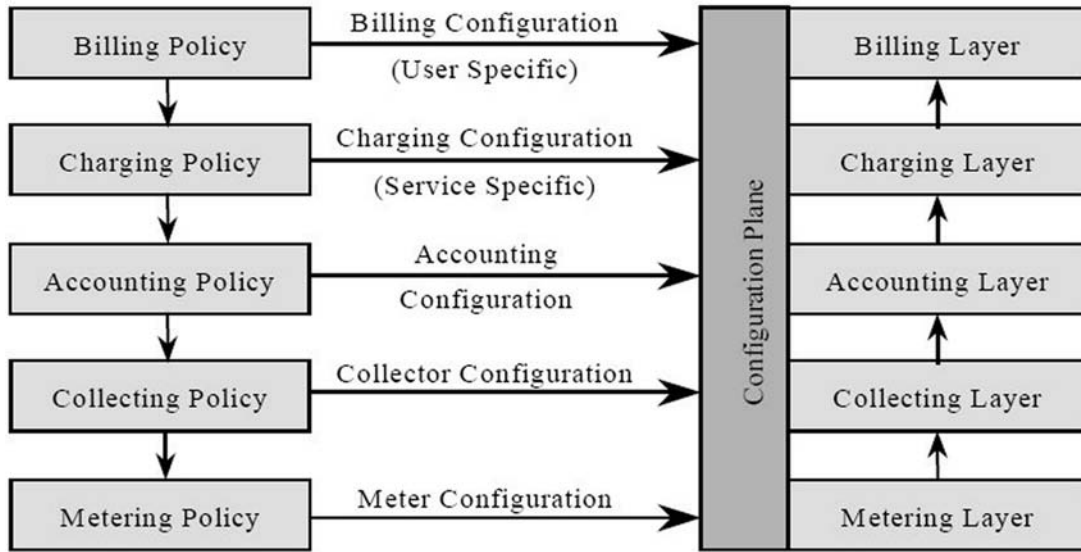 Billing Policy
Billing Configuration
(User Specific)
Billing Layer
Charging Policy
Charging Configuration
(Service Specific)
Charging Layer
Accounting Policy
Accounting
Configuration
Accounting Layer
Collecting Policy
Collector Configuration
Collecting Layer
Metering Policy
Meter Configuration
Metering Layer
Configuration Plane